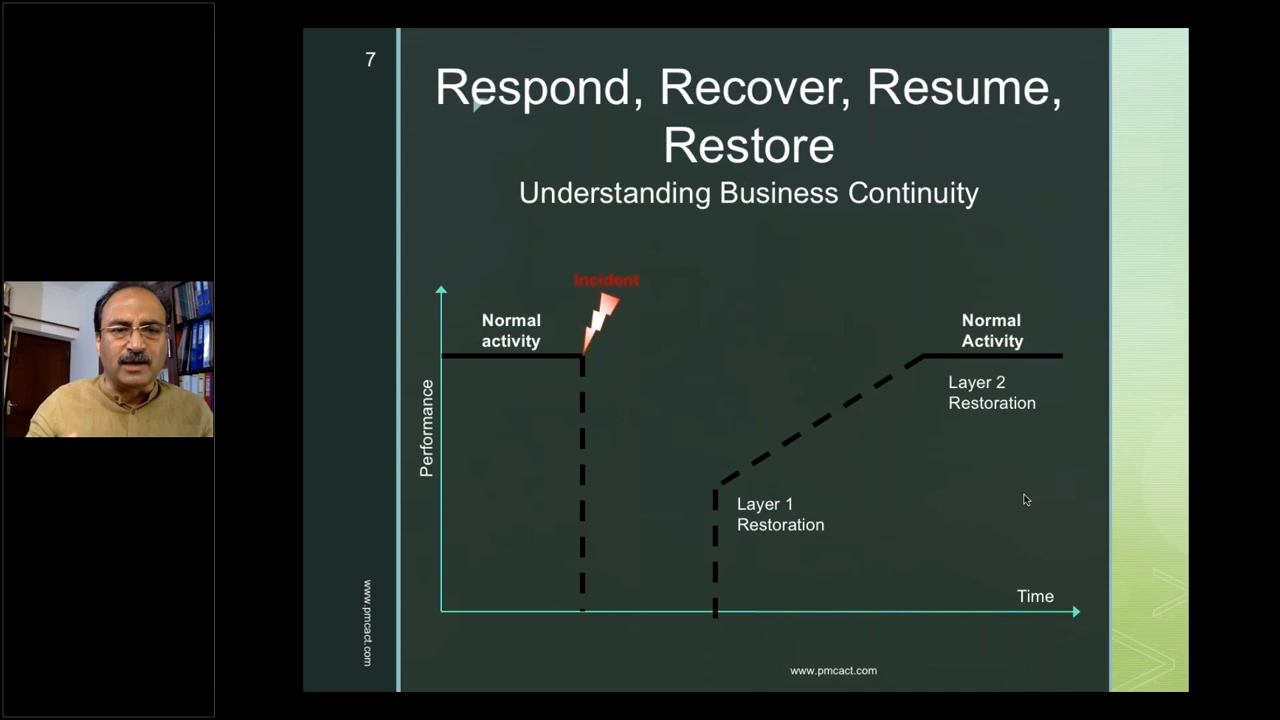 7
Respond, Recover, Resume,
Restore
Understanding Business Continuity
Incident
Normal
activity
Normal
Activity
Layer 2
Restoration
Performance
Layer 1
Restoration
Time
www.pmcact.com
www.pmcact.com